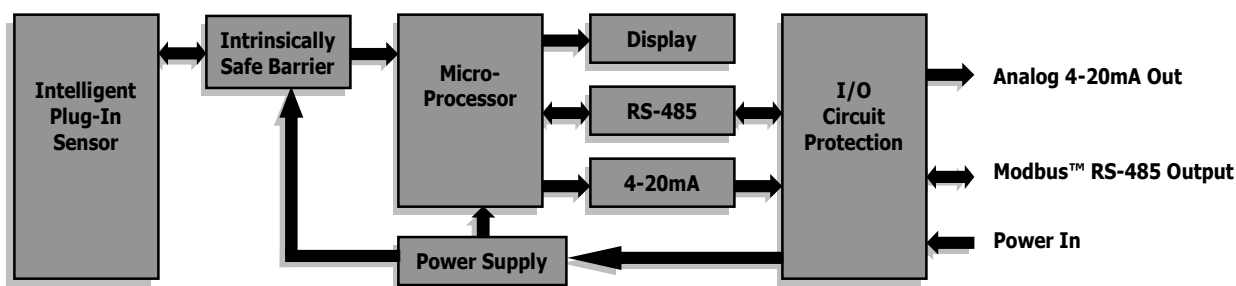 Intelligent
Plug-In
Sensor
Intrinsically
Safe Barrier
Micro-
Processor
Display
RS-485
4-20mA
Power Supply
I/O
Circuit
Protection
Analog 4-20mA Out
Modbus™ RS-485 Output
Power In